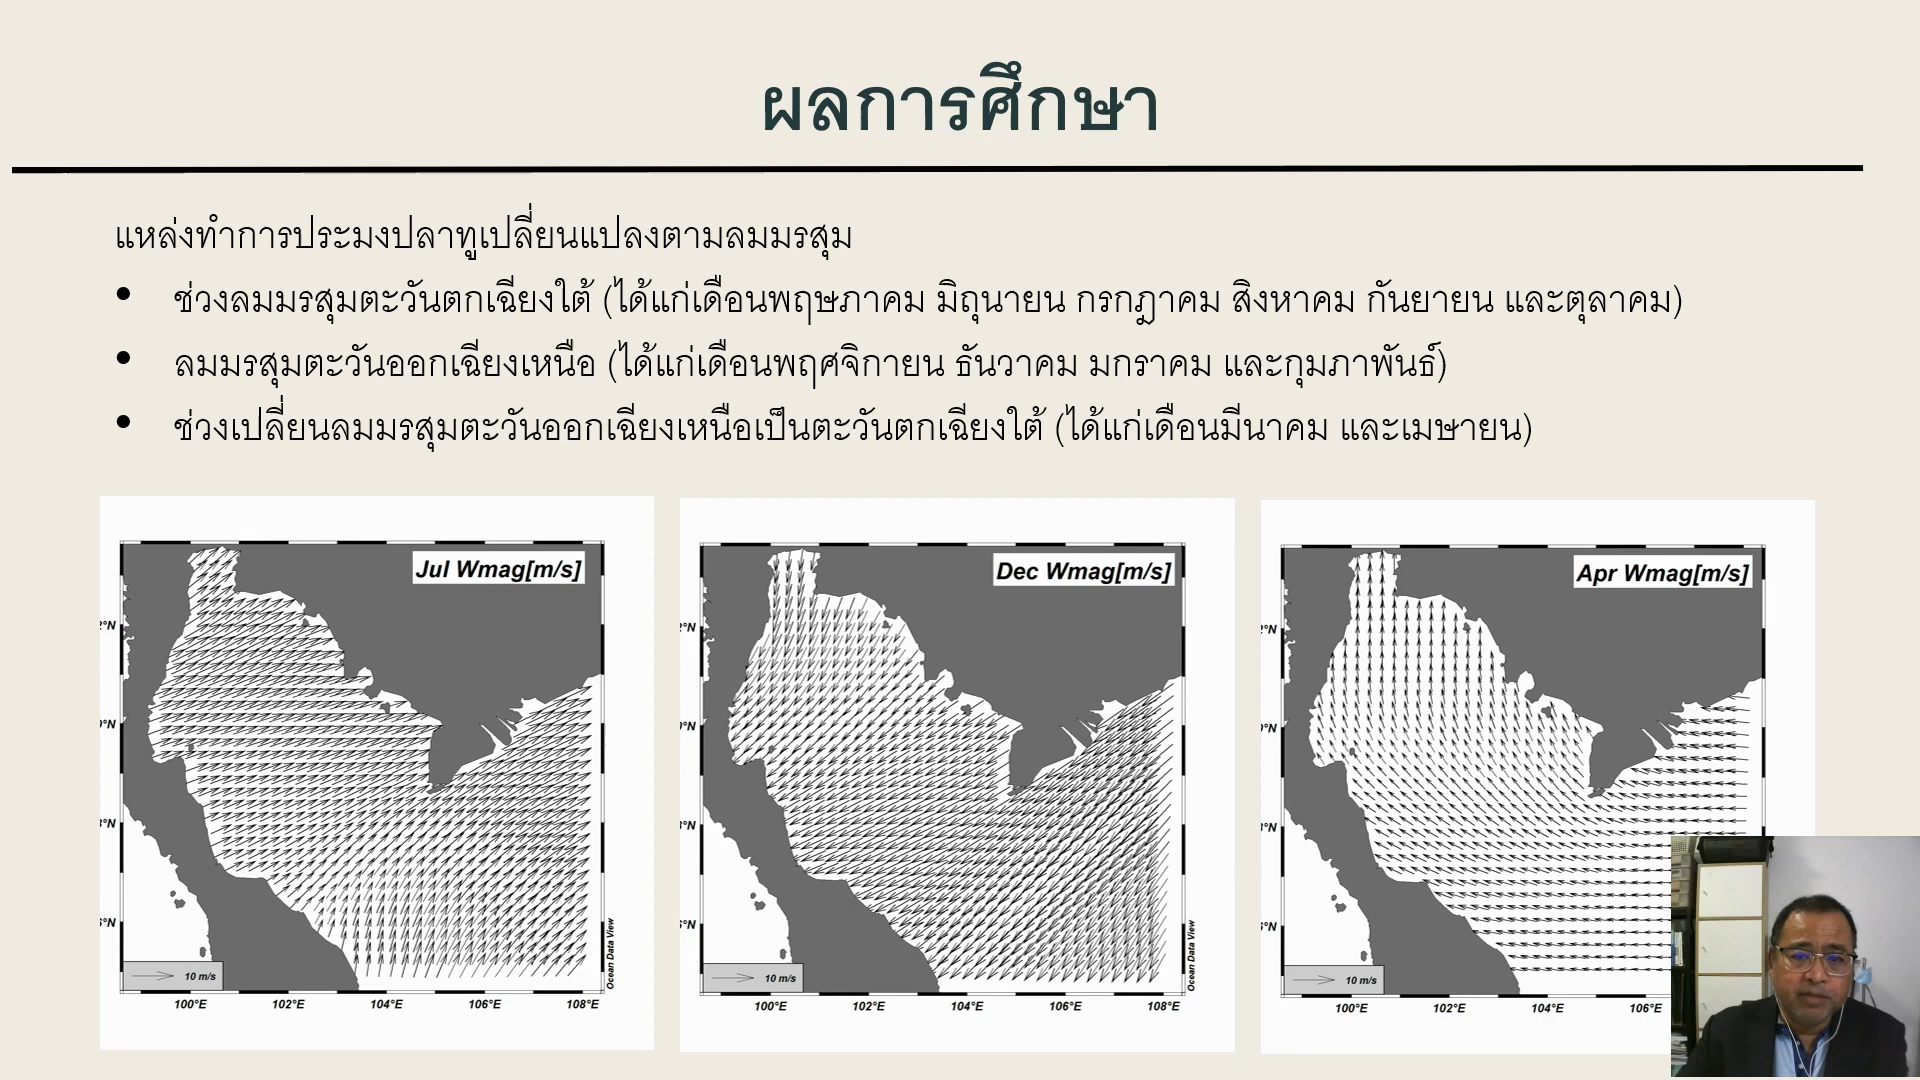 ผลการศึกษา
แหล่งทำการประมงปลาทูเปลี่ยนแปลงตามลมมรสุม
• ช่วงลมมรสุมตะวันตกเฉียงใต้ (ได้แก่เดือนพฤษภาคม มิถุนายน กรกฎาคม สิงหาคม กันยายน และตุลาคม)
• ลมมรสุมตะวันออกเฉียงเหนือ (ได้แก่เดือนพฤศจิกายน ธันวาคม มกราคม และกุมภาพันธ์)
• ช่วงเปลี่ยนลมมรสุมตะวันออกเฉียงเหนือเป็นตะวันตกเฉียงใต้ (ได้แก่เดือนมีนาคม และเมษายน)
Jul Wmag[m/s]
2°N
0°N
8°N
6°N
10 m/s
Ocean Data View
100°E 102°E 104°E 106°E 108°E
Dec Wmag[m/s]
2°N
0°N
8°N
6°N
10 m/s
Ocean Data View
100°E 102°E 104°E 106°E 108°E
Apr Wmag[m/s]
2°N
0°N
8°N
6°N
10 m/s
100°E 102°E 104°E 106°E